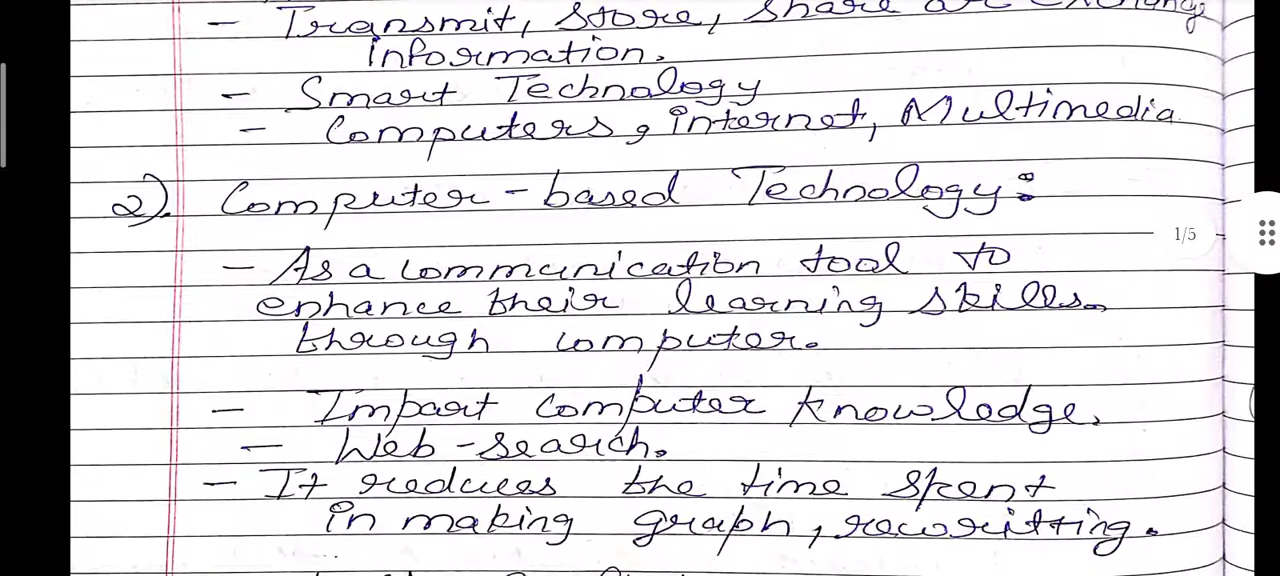 - Transmit, Store, Share or Exchange
information.
- Smart Technology
- Computers, internet, Multimedia
2). Computer-based Technology:
1/5
- As a communication tool to
enhance their learning skills.
through computer.
- Impart computer knowledge.
- Web-search.
- It reduces the time spent
in making graph, rewritting.